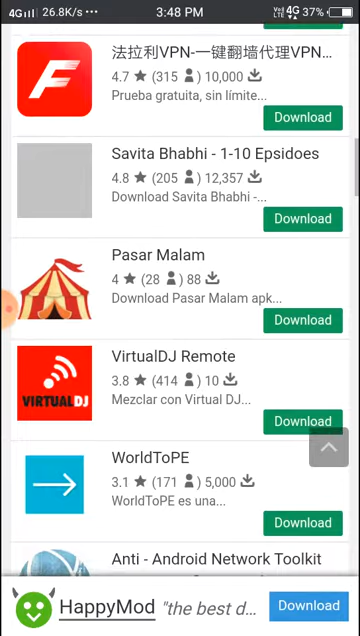 4G 26.8K/s ... 3:48 PM VoI LTE 4G 37%
法拉利VPN-一键翻墙代理VPN...
4.7 ★ (315 ) 10,000
Prueba gratuita, sin límite...
Download
Savita Bhabhi - 1-10 Epsidoes
4.8 ★ (205 ) 12,357
Download Savita Bhabhi -...
Download
Pasar Malam
4 ★ (28 ) 88
Download Pasar Malam apk...
Download
VIRTUALDJ
VirtualDJ Remote
3.8 ★ (414 ) 10
Mezclar con Virtual DJ...
Download
WorldToPE
3.1 ★ (171 ) 5,000
WorldToPE es una...
Download
Anti - Android Network Toolkit
HappyMod "the best d... Download